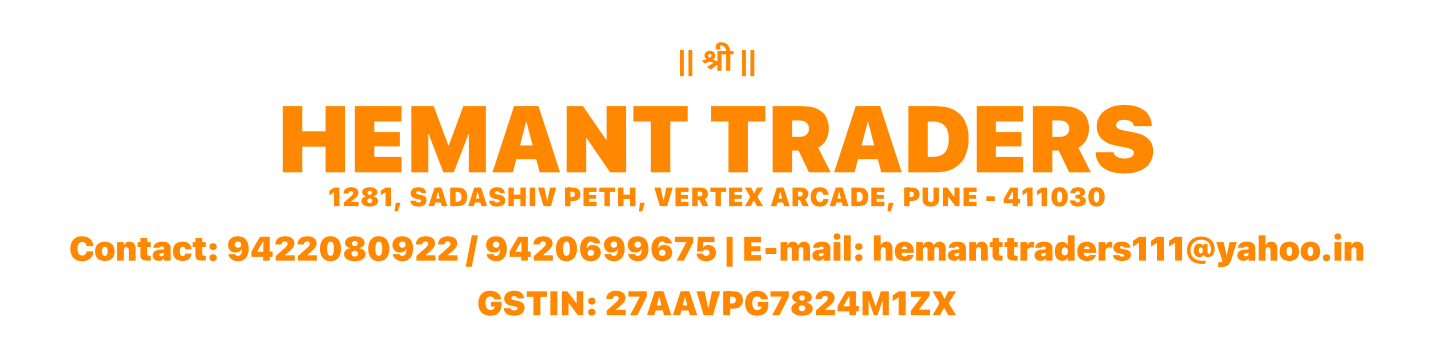 || श्री ||
HEMANT TRADERS
1281, SADASHIV PETH, VERTEX ARCADE, PUNE - 411030
Contact: 9422080922 / 9420699675 | E-mail: hemanttraders111@yahoo.in
GSTIN: 27AAVPG7824M1ZX